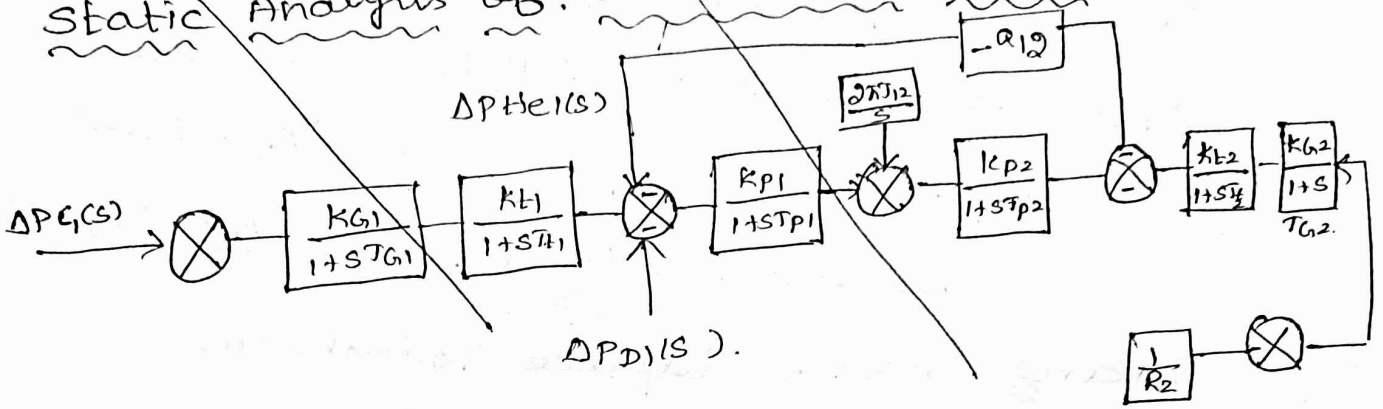 Static Analysis of.
-a12
ΔPtie1(s)
2πT12
s
KG1
1+STG1
Kt1
1+STt1
KP1
1+STP1
KP2
1+STP2
Kt2
1+STt2
KG2
1+S
TG2.
ΔPC1(s)
ΔPD1(s).
1
R2